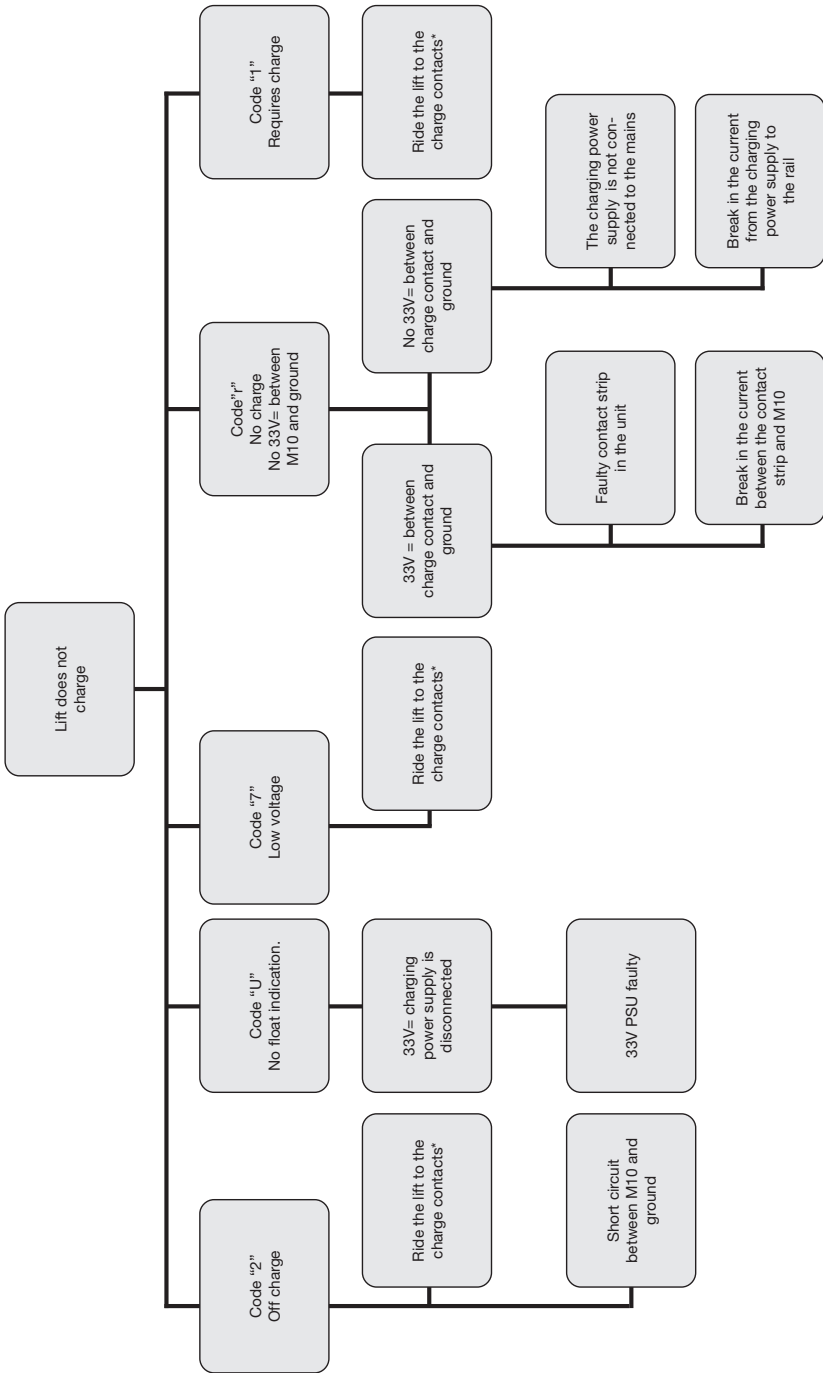 Lift does not
charge
Code "2"
Off charge
Ride the lift to the
charge contacts*
Short circuit
between M10 and
ground
Code "U"
No float indication.
33V= charging
power supply is
disconnected
33V PSU faulty
Code "7"
Low voltage
Ride the lift to the
charge contacts*
Code"r"
No charge
No 33V= between
M10 and ground
33V = between
charge contact and
ground
Faulty contact strip
in the unit
Break in the current
between the contact
strip and M10
No 33V= between
charge contact and
ground
The charging power
supply is not con-
nected to the mains
Break in the current
from the charging
power supply to
the rail
Code "1"
Requires charge
Ride the lift to the
charge contacts*